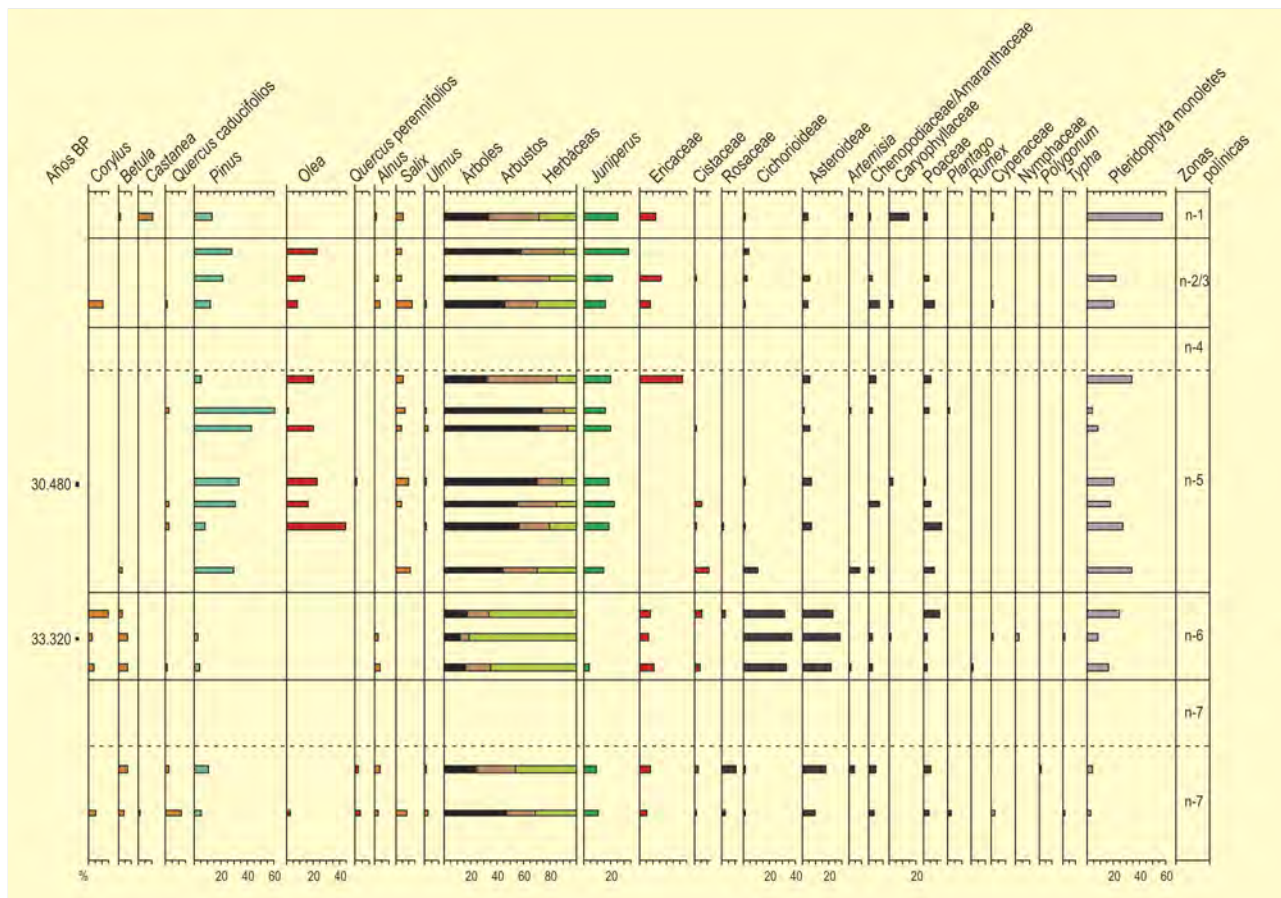 Años BP
Corylus
Betula
Castanea
Quercus caducifolios
Pinus
Olea
Quercus perennifolios
Alnus
Salix
Ulmus
Árboles
Arbustos
Herbáceas
Juniperus
Ericaceae
Cistaceae
Rosaceae
Cichorioideae
Asteroideae
Artemisia
Chenopodiaceae/Amaranthaceae
Caryophyllaceae
Poaceae
Plantago
Rumex
Cyperaceae
Nymphaceae
Polygonum
Typha
Pteridophyta monoletes
Zonas
polínicas
n-1
n-2/3
n-4
30.480
n-5
33.320
n-6
n-7
n-7
% 20 40 60 20 40 20 40 60 80 20 20 40 20 20 20 40 60